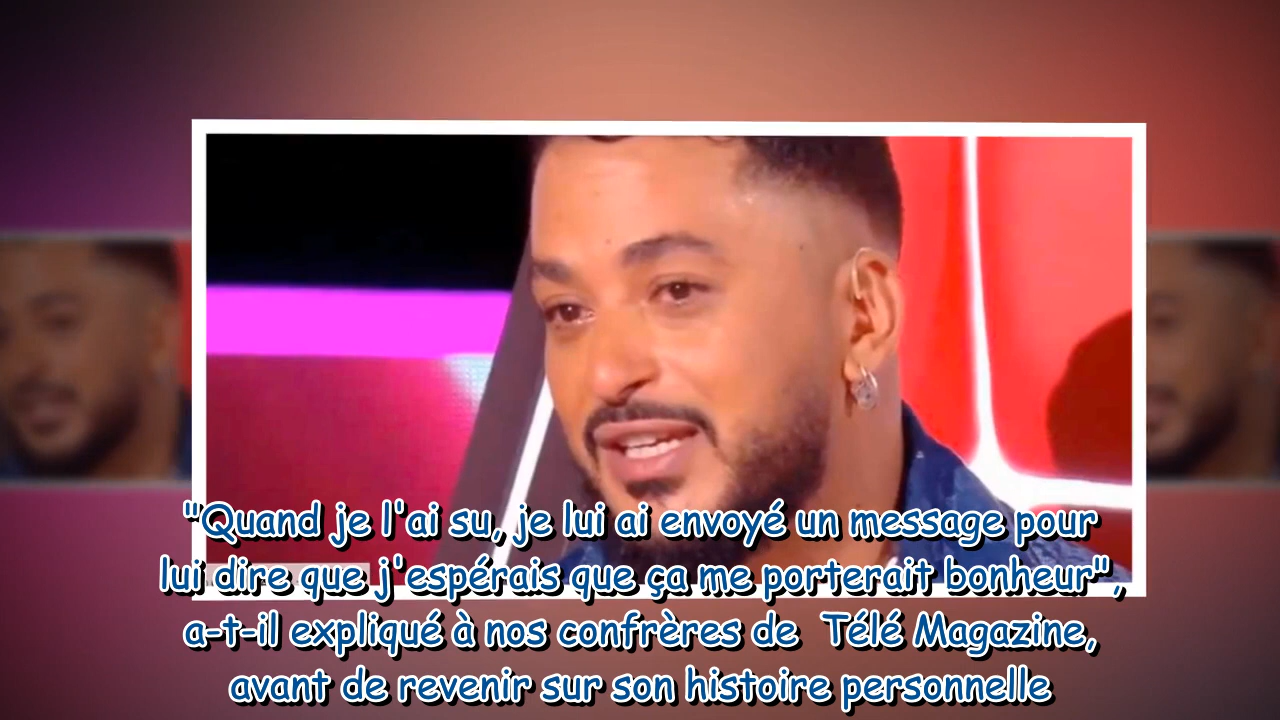 "Quand je l'ai su, je lui ai envoyé un message pour
lui dire que j'espérais que ça me porterait bonheur",
a-t-il expliqué à nos confrères de  Télé Magazine,
avant de revenir sur son histoire personnelle